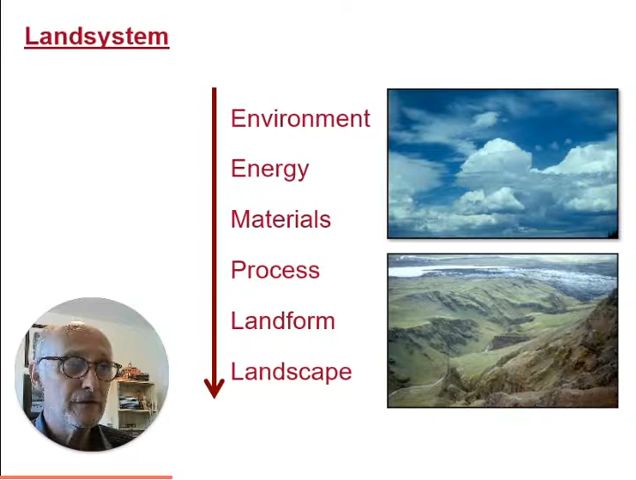 Landsystem
Environment
Energy
Materials
Process
Landform
Landscape